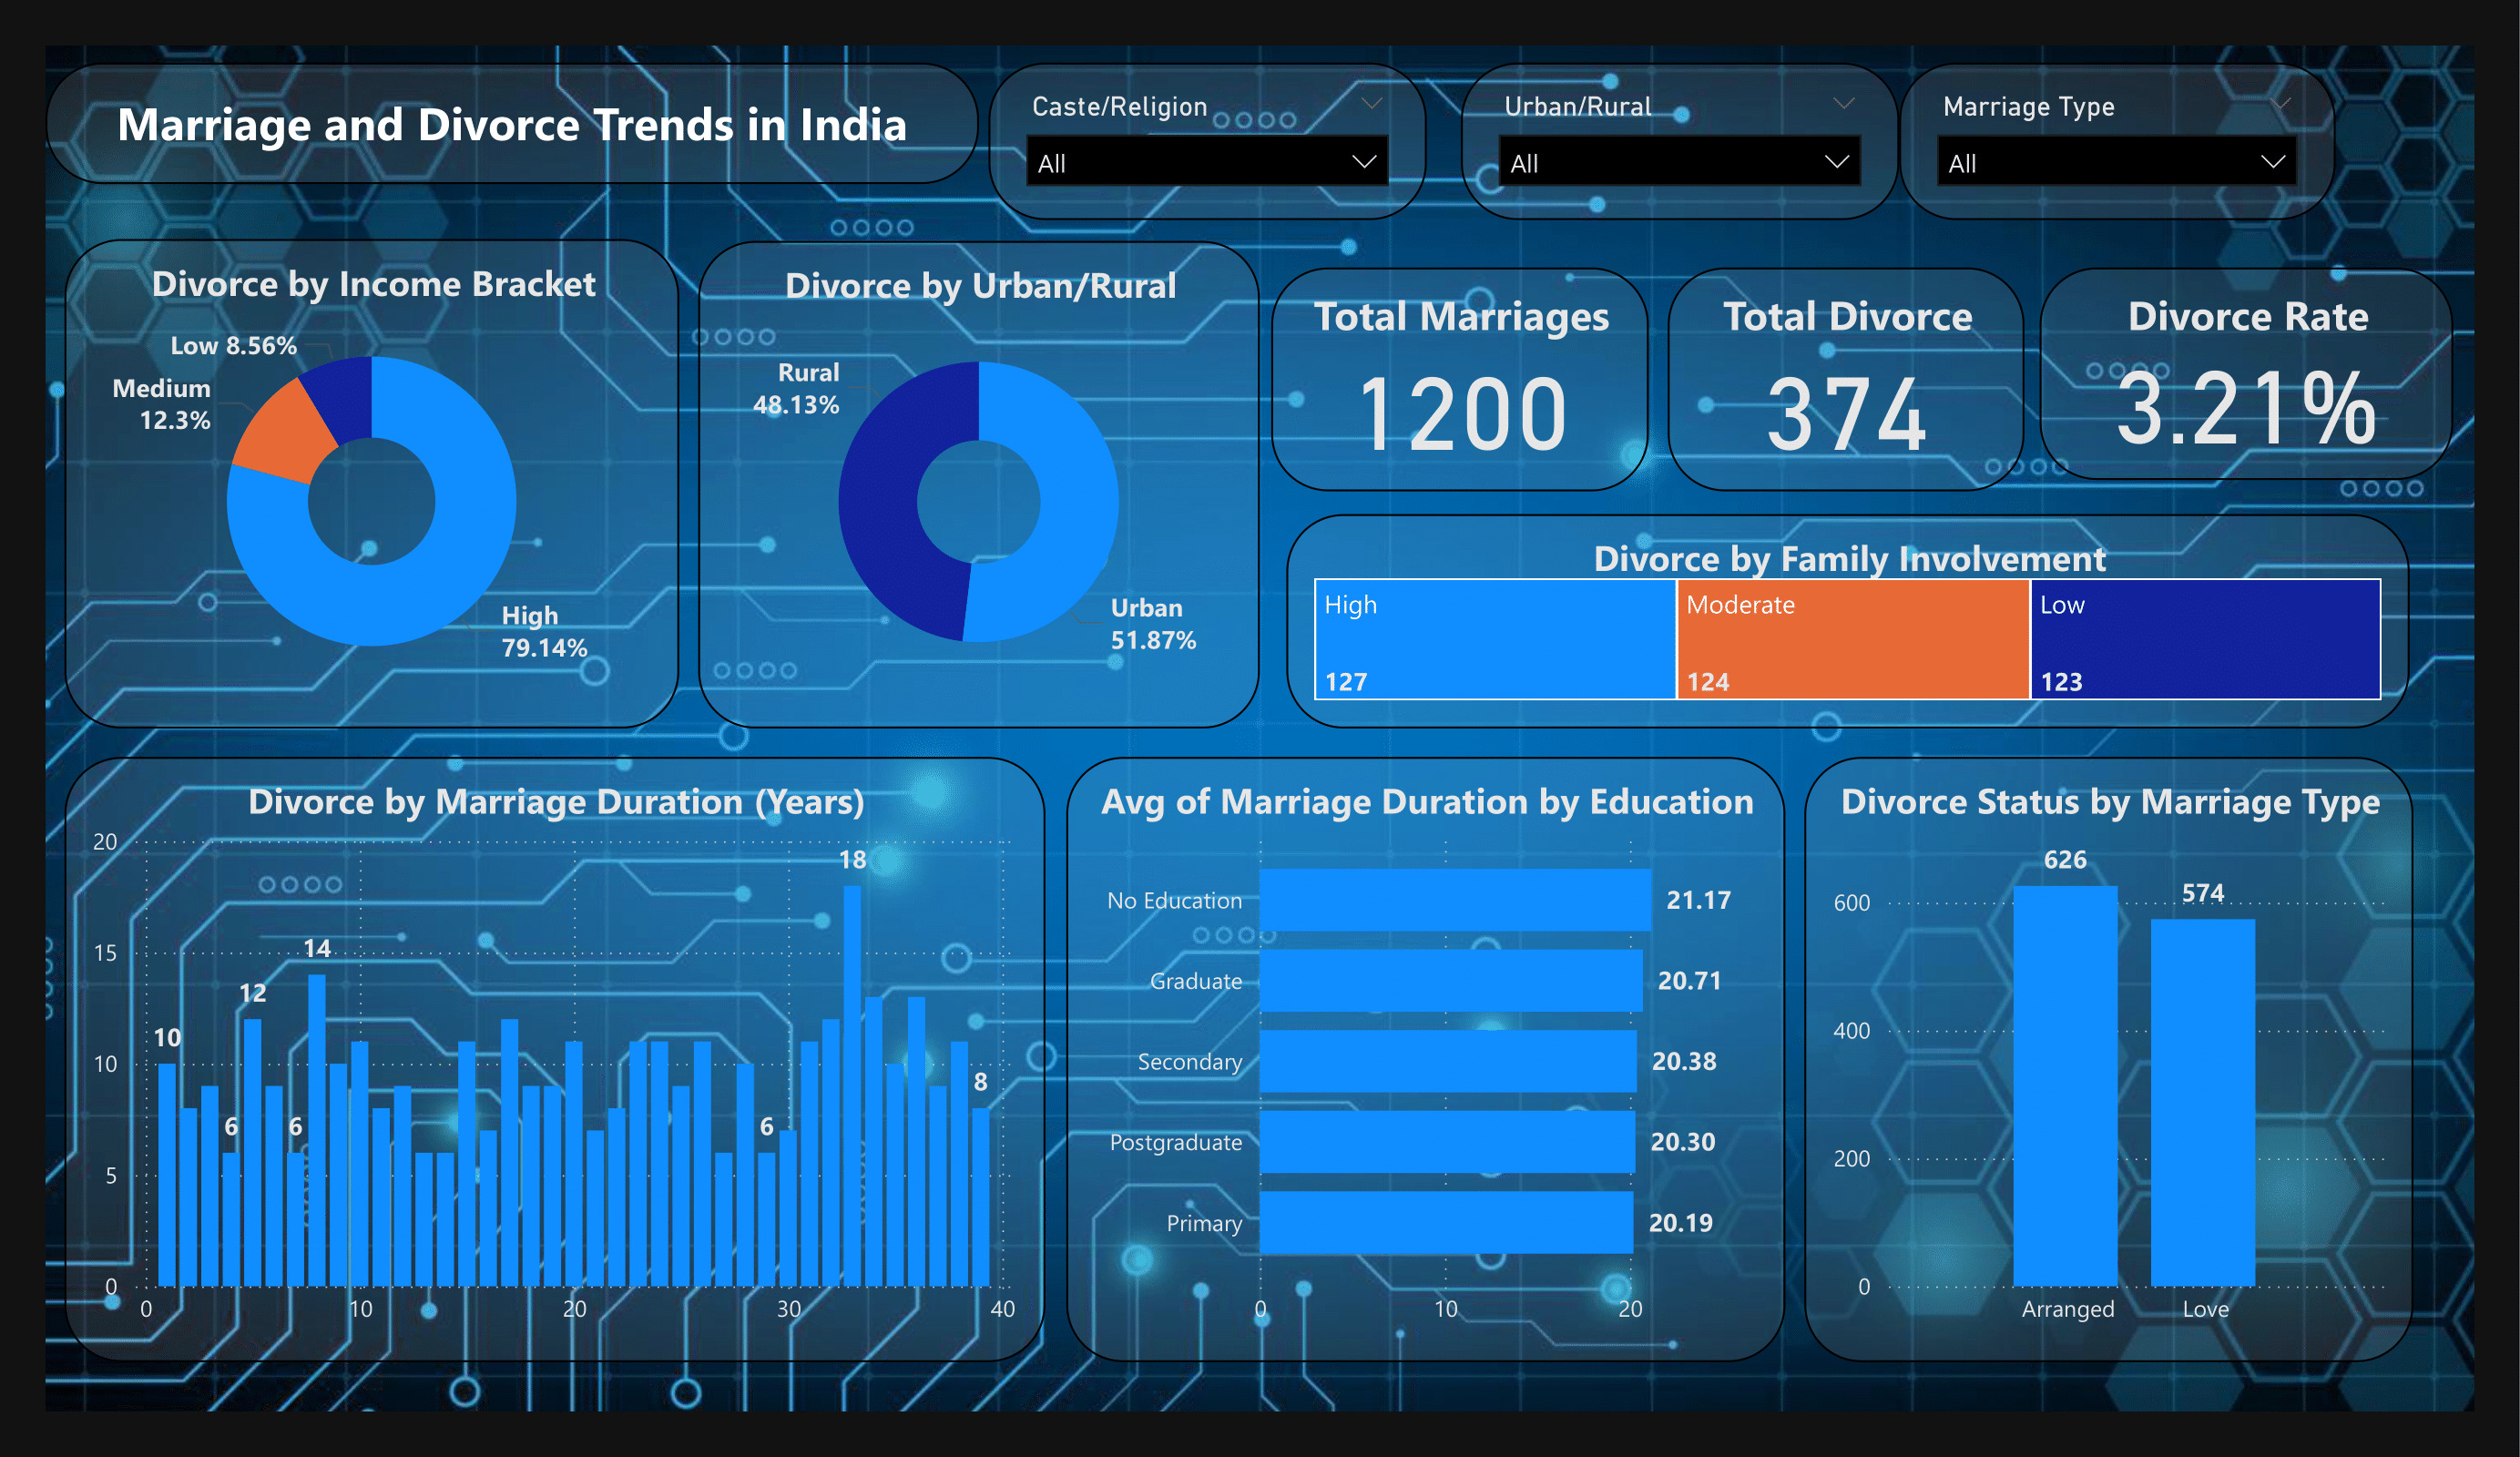 Marriage and Divorce Trends in India
Caste/Religion
All
Urban/Rural
All
Marriage Type
All
Divorce by Income Bracket
Low 8.56%
Medium
12.3%
High
79.14%
Divorce by Urban/Rural
Rural
48.13%
Urban
51.87%
Total Marriages
1200
Total Divorce
374
Divorce Rate
3.21%
Divorce by Family Involvement
High
127
Moderate
124
Low
123
Divorce by Marriage Duration (Years)
20
15
10
5
0
10
6
12
6
14
6
18
8
0
10
20
30
40
Avg of Marriage Duration by Education
No Education
21.17
Graduate
20.71
Secondary
20.38
Postgraduate
20.30
Primary
20.19
0
10
20
Divorce Status by Marriage Type
600
400
200
0
626
574
Arranged
Love